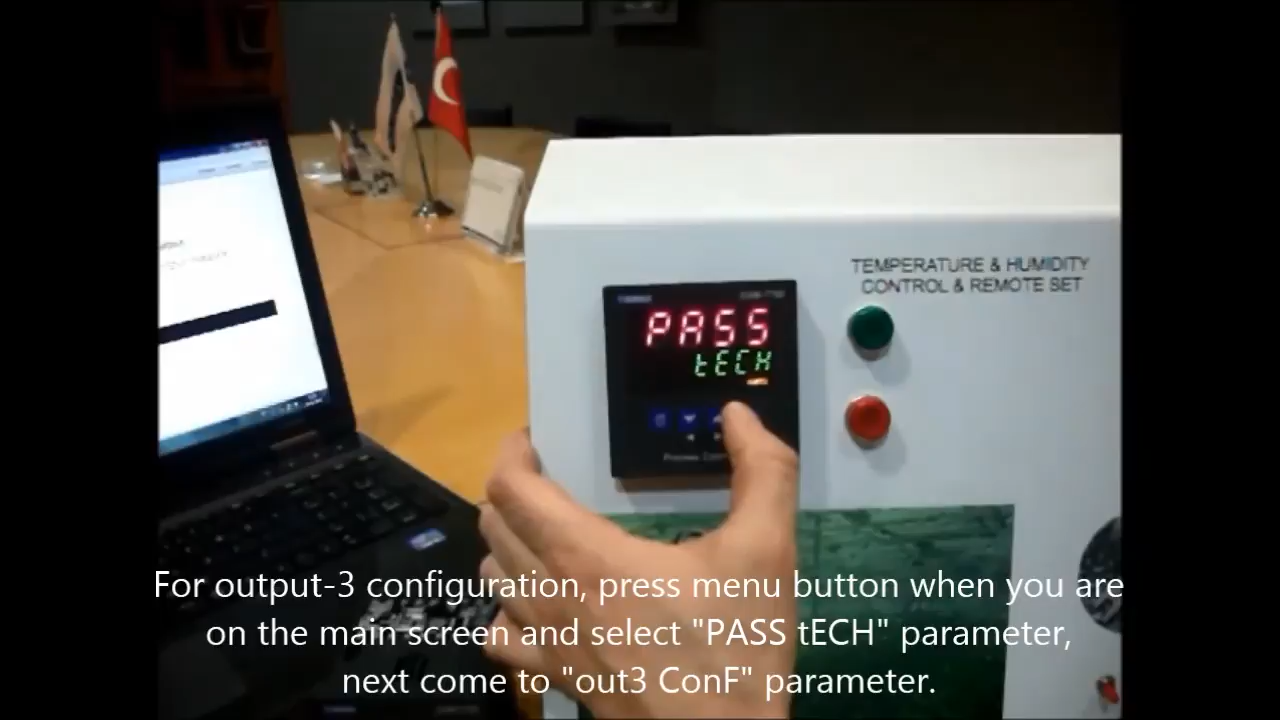 TEMPERATURE & HUMIDITY
CONTROL & REMOTE SET
PASS
tECH
Process
For output-3 configuration, press menu button when you are
on the main screen and select "PASS tECH" parameter,
next come to "out3 ConF" parameter.